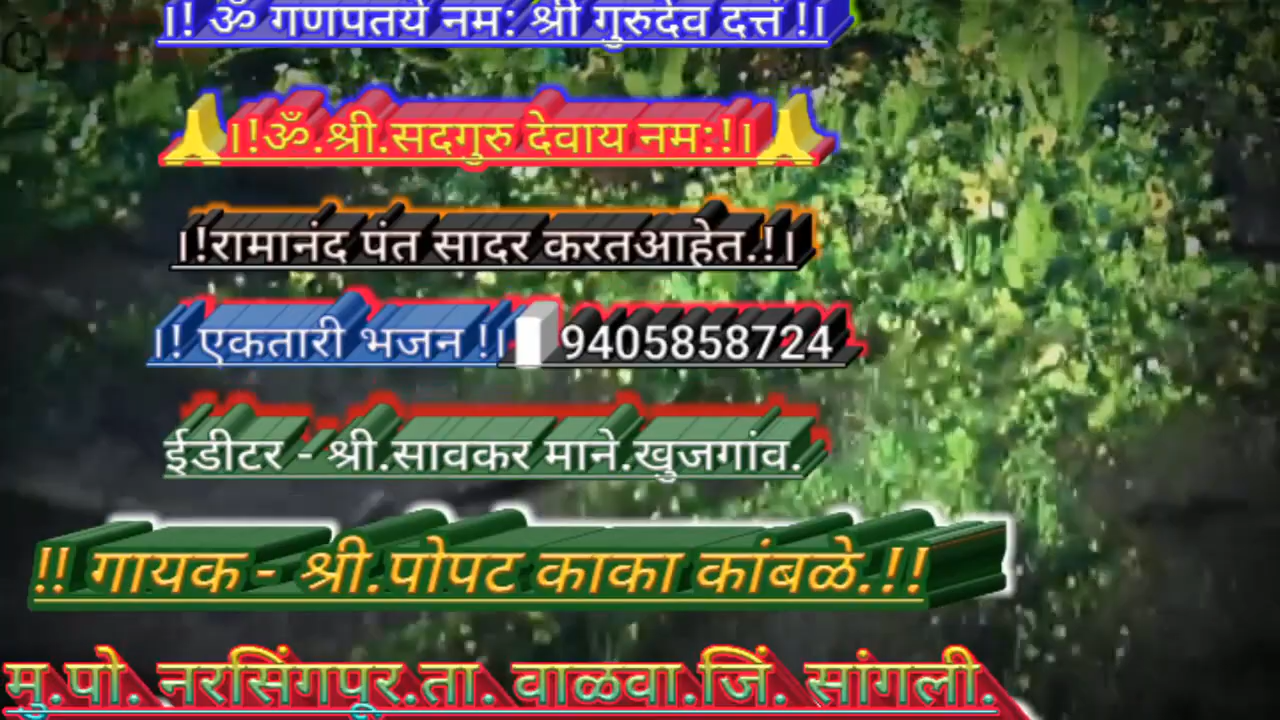 ।! ॐ गणपतये नम: श्री गुरुदेव दत्त !।
🙏।!ॐ.श्री.सदगुरु देवाय नम:!।🙏
।!रामानंद पंत सादर करतआहेत.!।
।! एकतारी भजन !। 9405858724
ईडीटर - श्री.सावकर माने.खुजगांव.
!! गायक - श्री.पोपट काका कांबळे.!!
मु.पो. नरसिंगपूर.ता. वाळवा.जिं. सांगली.